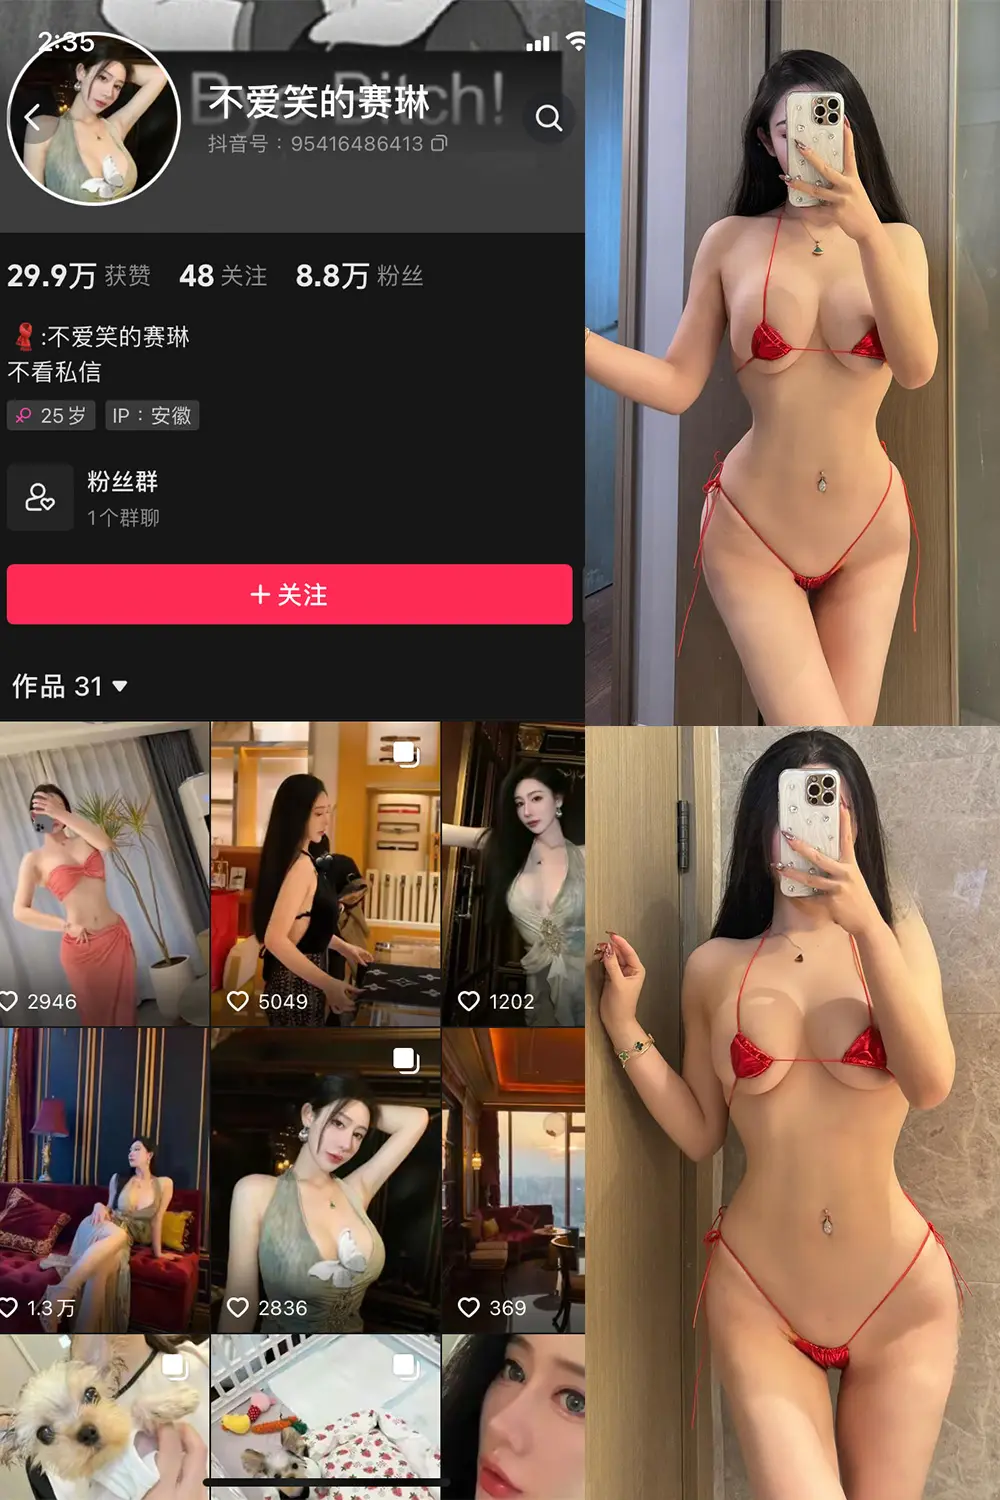 2:35
By Bitch!
不爱笑的赛琳
抖音号：95416486413
29.9万 获赞 48 关注 8.8万 粉丝
:不爱笑的赛琳
不看私信
25岁 IP：安徽
粉丝群
1个群聊
+ 关注
作品 31
2946
5049
1202
1.3万
2836
369